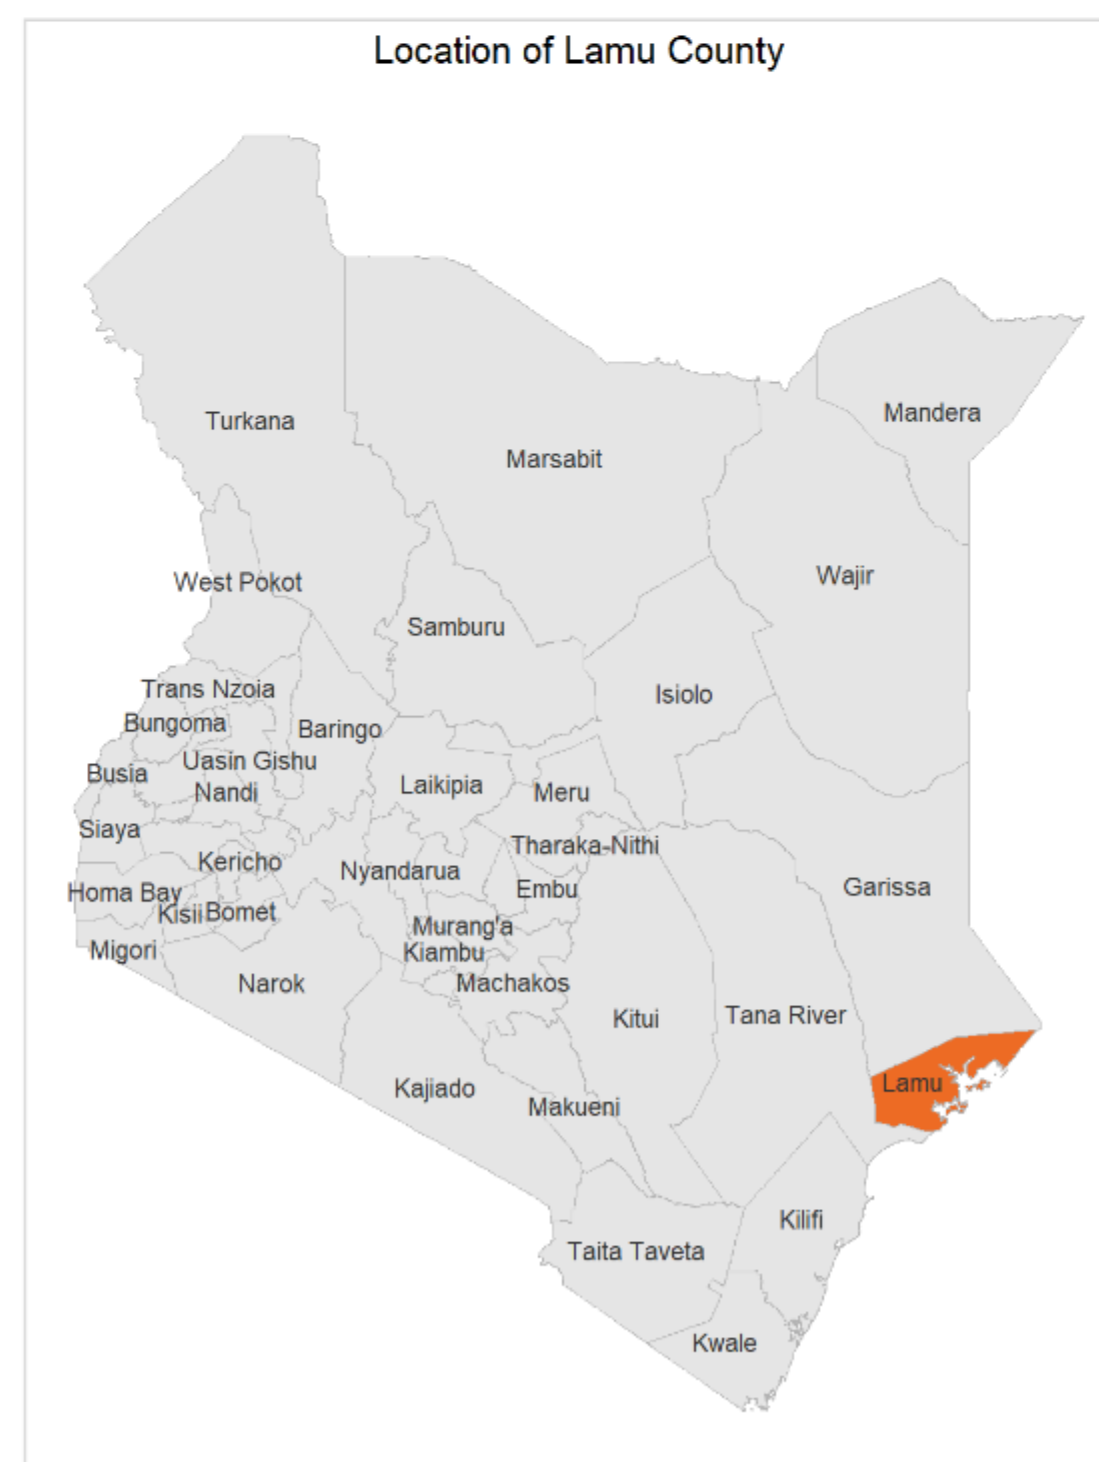 Location of Lamu County
Turkana
Mandera
Marsabit
Wajir
West Pokot
Samburu
Trans Nzoia
Isiolo
Bungoma
Baringo
Uasin Gishu
Busia
Laikipia
Nandi
Meru
Siaya
Tharaka-Nithi
Kericho
Nyandarua
Garissa
Embu
Homa Bay
Kisii
Bomet
Murang'a
Migori
Kiambu
Narok
Machakos
Tana River
Kitui
Lamu
Kajiado
Makueni
Kilifi
Taita Taveta
Kwale